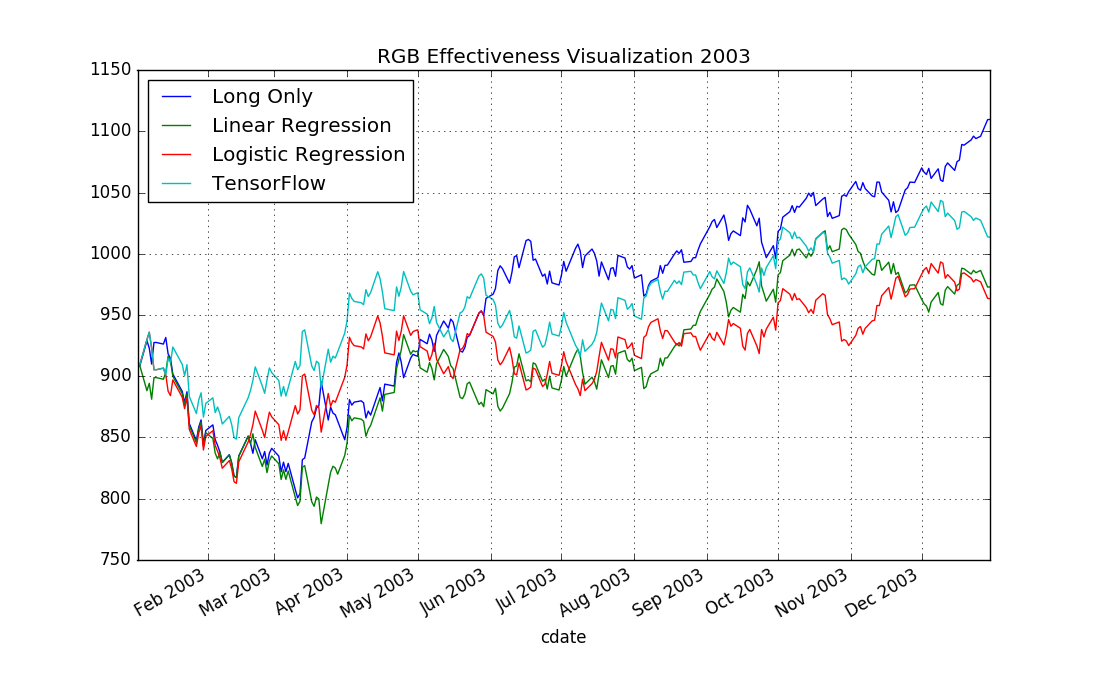 RGB Effectiveness Visualization 2003
1150
1100
1050
1000
950
900
850
800
750
Long Only
Linear Regression
Logistic Regression
TensorFlow
Feb 2003
Mar 2003
Apr 2003
May 2003
Jun 2003
Jul 2003
Aug 2003
Sep 2003
Oct 2003
Nov 2003
Dec 2003
cdate